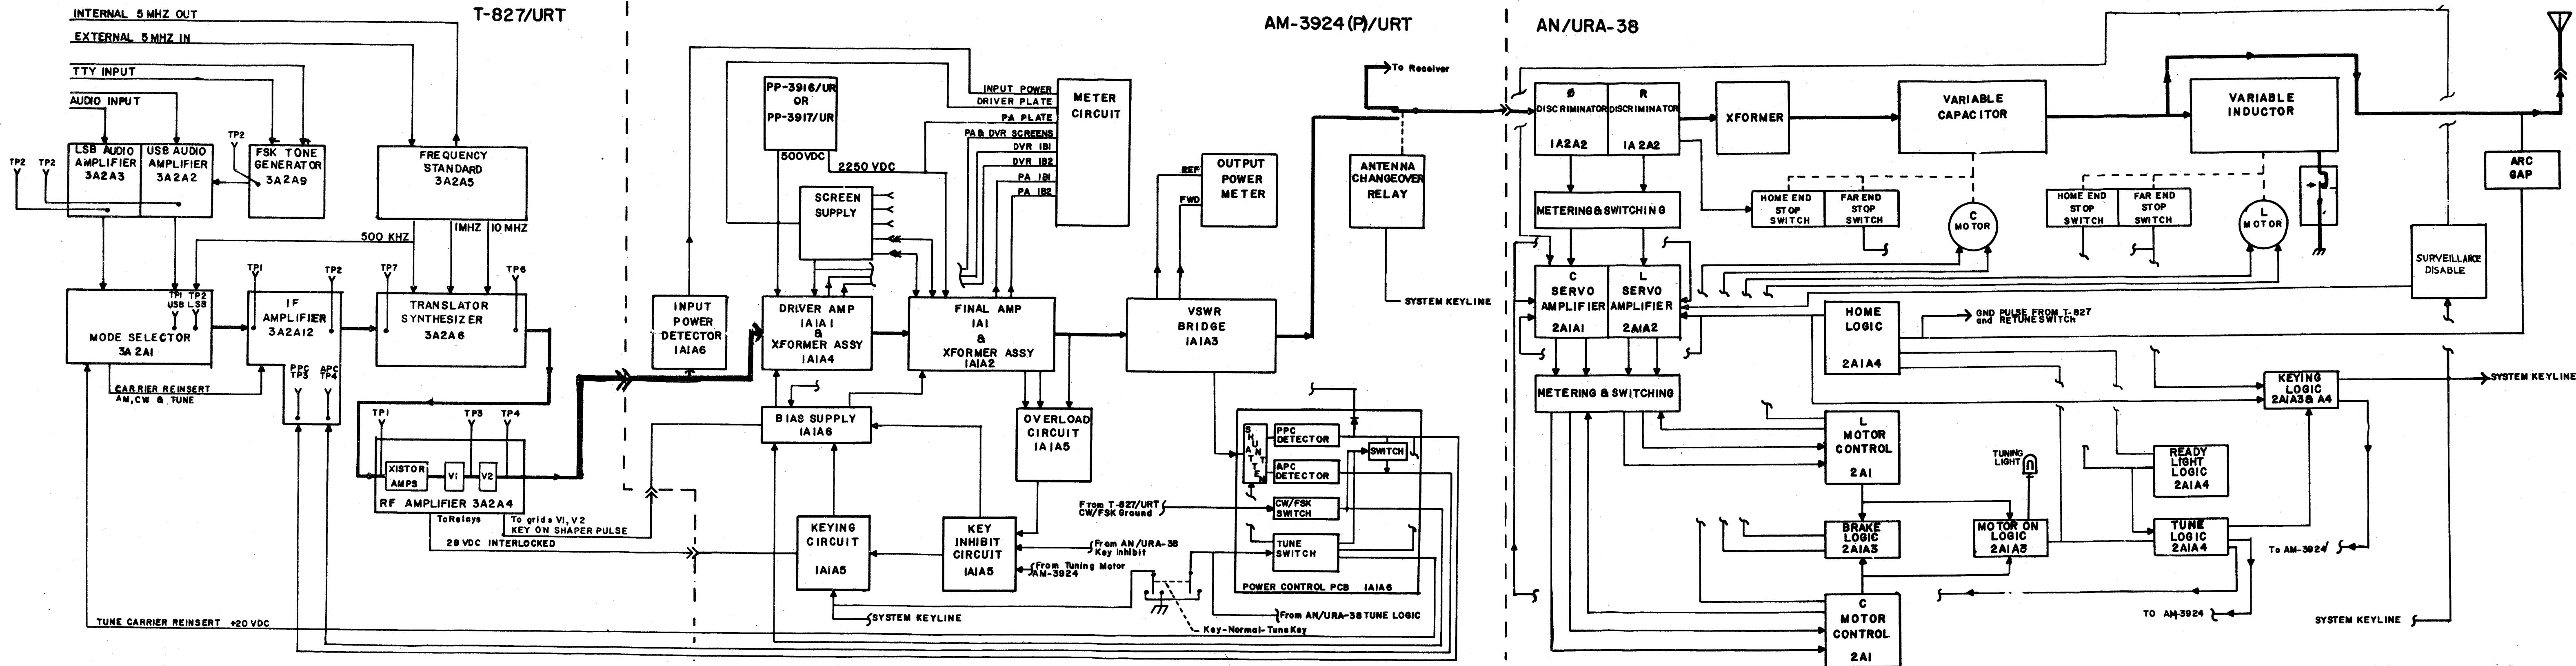 INTERNAL 5 MHZ OUT
EXTERNAL 5 MHZ IN
TTY INPUT
AUDIO INPUT
T-827/URT
TP2
TP2
LSB AUDIO
AMPLIFIER
3A2A3
USB AUDIO
AMPLIFIER
3A2A2
TP2
FSK TONE
GENERATOR
3A2A9
FREQUENCY
STANDARD
3A2A5
500 KHZ
1MHZ
10 MHZ
TP1
USB
TP2
LSB
MODE SELECTOR
3A2A1
TP1
TP2
IF
AMPLIFIER
3A2A12
PPC
TP3
APC
TP4
TP7
TP6
TRANSLATOR
SYNTHESIZER
3A2A6
CARRIER REINSERT
AM, CW & TUNE
TP1
TP3
TP4
XISTOR
AMPS
V1
V2
RF AMPLIFIER 3A2A4
To Relays
To grids V1, V2
KEY ON SHAPER PULSE
28 VDC INTERLOCKED
TUNE CARRIER REINSERT +20 VDC
AM-3924(P)/URT
PP-3916/UR
OR
PP-3917/UR
500VDC
2250 VDC
INPUT POWER
DRIVER PLATE
PA PLATE
PA & DVR SCREENS
DVR IB1
DVR IB2
PA IB1
PA IB2
METER
CIRCUIT
SCREEN
SUPPLY
REF
FWD
OUTPUT
POWER
METER
To Receiver
ANTENNA
CHANGEOVER
RELAY
SYSTEM KEYLINE
INPUT
POWER
DETECTOR
1A1A6
DRIVER AMP
1A1A1
&
XFORMER ASSY
1A1A4
FINAL AMP
1A1
&
XFORMER ASSY
1A1A2
VSWR
BRIDGE
1A1A3
BIAS SUPPLY
1A1A6
OVERLOAD
CIRCUIT
1A1A5
KEYING
CIRCUIT
1A1A5
KEY
INHIBIT
CIRCUIT
1A1A5
From AN/URA-38
Key Inhibit
From Tuning Motor
AM-3924
SYSTEM KEYLINE
SHUNT
ATTEN
PPC
DETECTOR
APC
DETECTOR
SWITCH
From T-827/URT
CW/FSK Ground
CW/FSK
SWITCH
TUNE
SWITCH
POWER CONTROL PCB 1A1A6
From AN/URA-38 TUNE LOGIC
Key-Normal-Tune Key
AN/URA-38
Ø
DISCRIMINATOR
1A2A2
R
DISCRIMINATOR
1A2A2
XFORMER
VARIABLE
CAPACITOR
VARIABLE
INDUCTOR
ARC
GAP
METERING & SWITCHING
HOME END
STOP
SWITCH
FAR END
STOP
SWITCH
C
MOTOR
HOME END
STOP
SWITCH
FAR END
STOP
SWITCH
L
MOTOR
SURVEILLANCE
DISABLE
C
SERVO
AMPLIFIER
2A1A1
L
SERVO
AMPLIFIER
2A1A2
HOME
LOGIC
2A1A4
GND PULSE FROM T-827
and RETUNE SWITCH
METERING & SWITCHING
KEYING
LOGIC
2A1A3 & A4
SYSTEM KEYLINE
L
MOTOR
CONTROL
2A1
TUNING
LIGHT
READY
LIGHT
LOGIC
2A1A4
BRAKE
LOGIC
2A1A3
MOTOR ON
LOGIC
2A1A3
TUNE
LOGIC
2A1A4
To AM-3924
C
MOTOR
CONTROL
2A1
TO AM-3924
SYSTEM KEYLINE